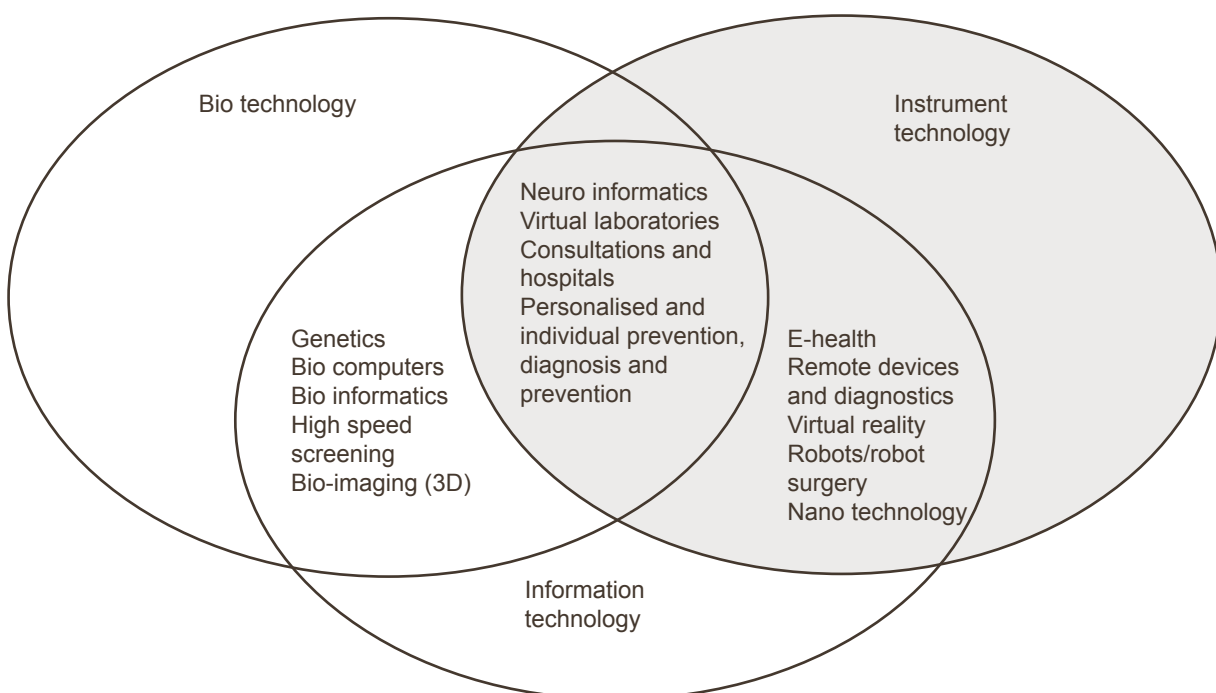 Bio technology
Instrument
technology
Neuro informatics
Virtual laboratories
Consultations and
hospitals
Personalised and
individual prevention,
diagnosis and
prevention
Genetics
Bio computers
Bio informatics
High speed
screening
Bio-imaging (3D)
E-health
Remote devices
and diagnostics
Virtual reality
Robots/robot
surgery
Nano technology
Information
technology